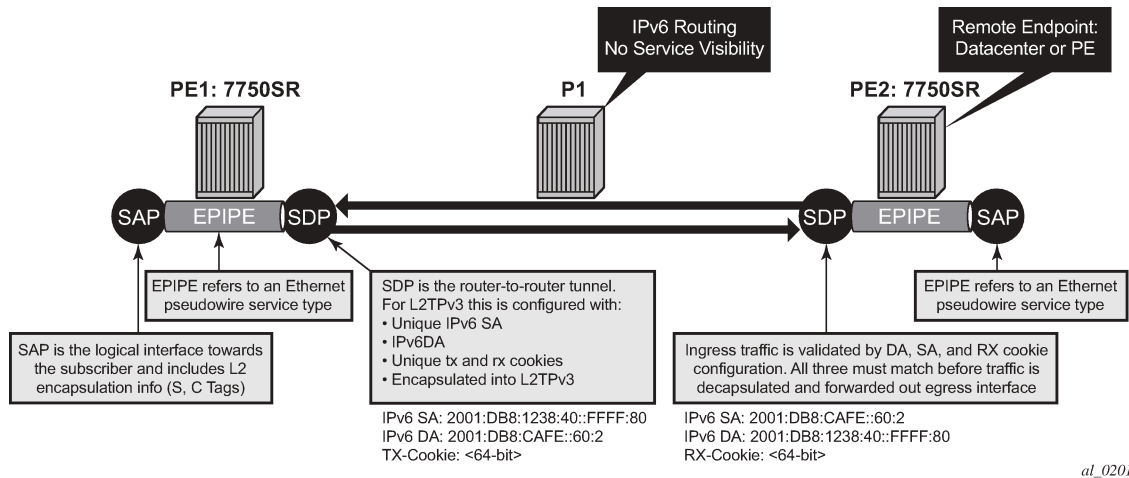 IPv6 Routing
No Service Visibility
Remote Endpoint:
Datacenter or PE
PE1: 7750SR
P1
PE2: 7750SR
SAP
EPIPE
SDP
SDP
EPIPE
SAP
EPIPE refers to an Ethernet
pseudowire service type
SAP is the logical interface towards
the subscriber and includes L2
encapsulation info (S, C Tags)
SDP is the router-to-router tunnel.
For L2TPv3 this is configured with:
• Unique IPv6 SA
• IPv6DA
• Unique tx and rx cookies
• Encapsulated into L2TPv3
IPv6 SA: 2001:DB8:1238:40::FFFF:80
IPv6 DA: 2001:DB8:CAFE::60:2
TX-Cookie: <64-bit>
EPIPE refers to an Ethernet
pseudowire service type
Ingress traffic is validated by DA, SA, and RX cookie
configuration. All three must match before traffic is
decapsulated and forwarded out egress interface
IPv6 SA: 2001:DB8:CAFE::60:2
IPv6 DA: 2001:DB8:1238:40::FFFF:80
RX-Cookie: <64-bit>
al_0201